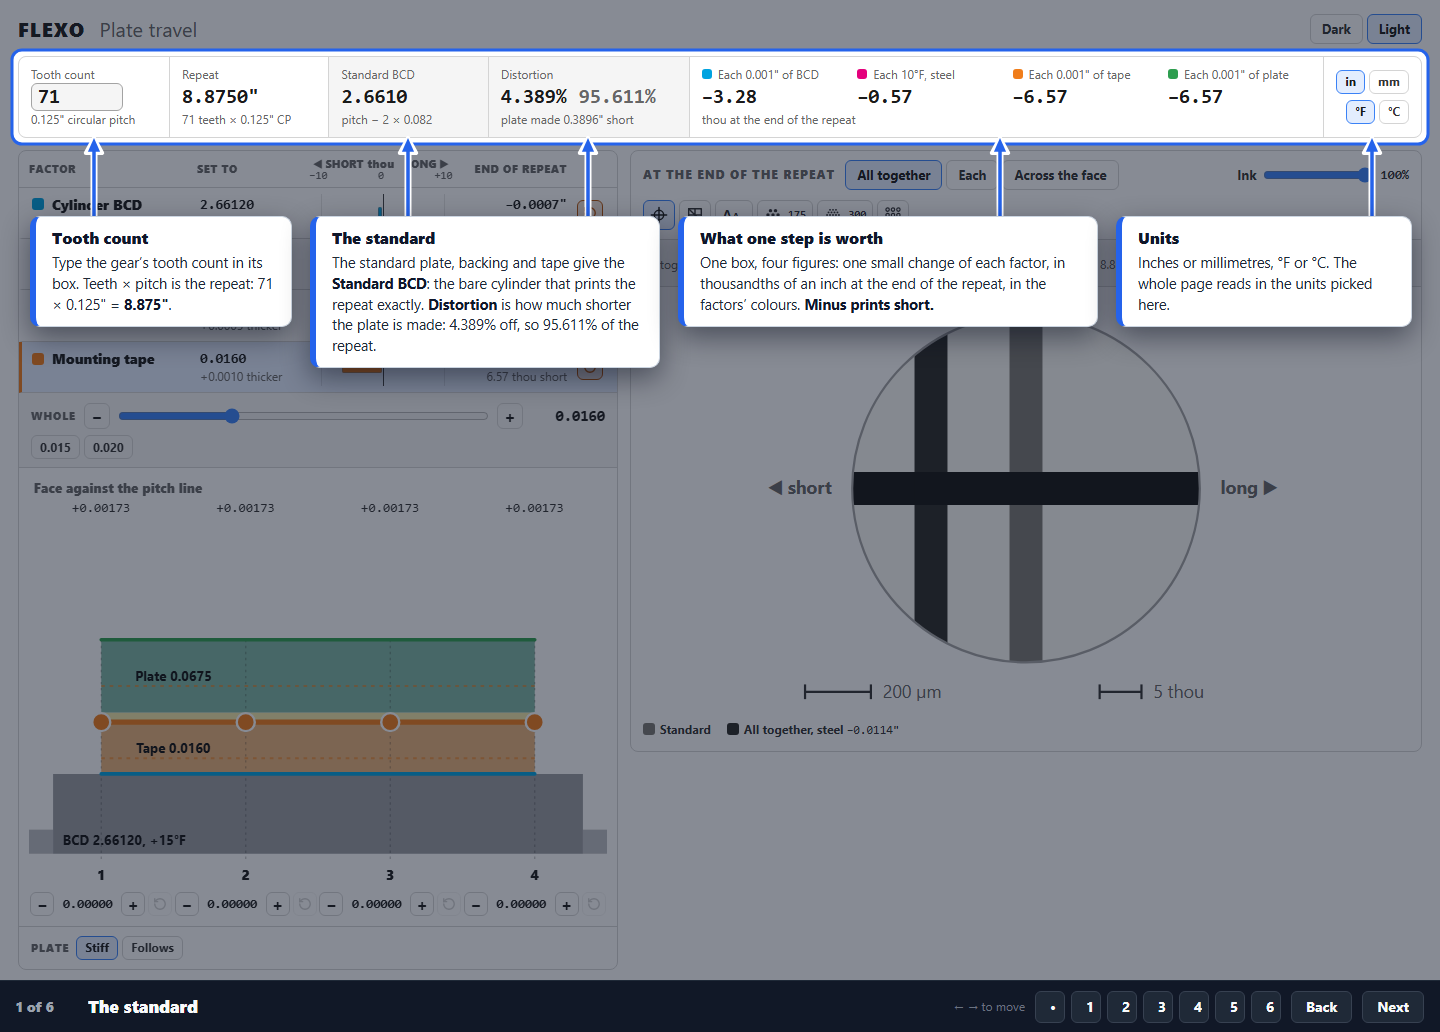 FLEXO Plate travel
Dark Light
Tooth count
71
0.125" circular pitch
Repeat
8.8750"
71 teeth × 0.125" CP
Standard BCD
2.6610
pitch − 2 × 0.082
Distortion
4.389% 95.611%
plate made 0.3896" short
Each 0.001" of BCD
−3.28
Each 10°F, steel
−0.57
Each 0.001" of tape
−6.57
Each 0.001" of plate
−6.57
thou at the end of the repeat
in mm
°F °C
FACTOR SET TO ◀ SHORT thou ONG ▶ END OF REPEAT
−10 0 +10
Cylinder BCD 2.66120 −0.0007"
Tooth count
Type the gear's tooth count in its
box. Teeth × pitch is the repeat: 71
× 0.125" = 8.875".
The standard
The standard plate, backing and tape give the
Standard BCD: the bare cylinder that prints the
repeat exactly. Distortion is how much shorter
the plate is made: 4.389% off, so 95.611% of the
repeat.
What one step is worth
One box, four figures: one small change of each factor, in
thousandths of an inch at the end of the repeat, in the
factors' colours. Minus prints short.
Units
Inches or millimetres, °F or °C. The
whole page reads in the units picked
here.
Mounting tape 0.0160
+0.0010 thicker 6.57 thou short
WHOLE − + 0.0160
0.015 0.020
Face against the pitch line
+0.00173 +0.00173 +0.00173 +0.00173
Plate 0.0675
Tape 0.0160
BCD 2.66120, +15°F
1 2 3 4
− 0.00000 + − 0.00000 + − 0.00000 + − 0.00000 +
PLATE Stiff Follows
AT THE END OF THE REPEAT All together Each Across the face Ink 100%
175 300
◀ short long ▶
200 µm 5 thou
Standard All together, steel −0.0114"
1 of 6 The standard ← → to move • 1 2 3 4 5 6 Back Next